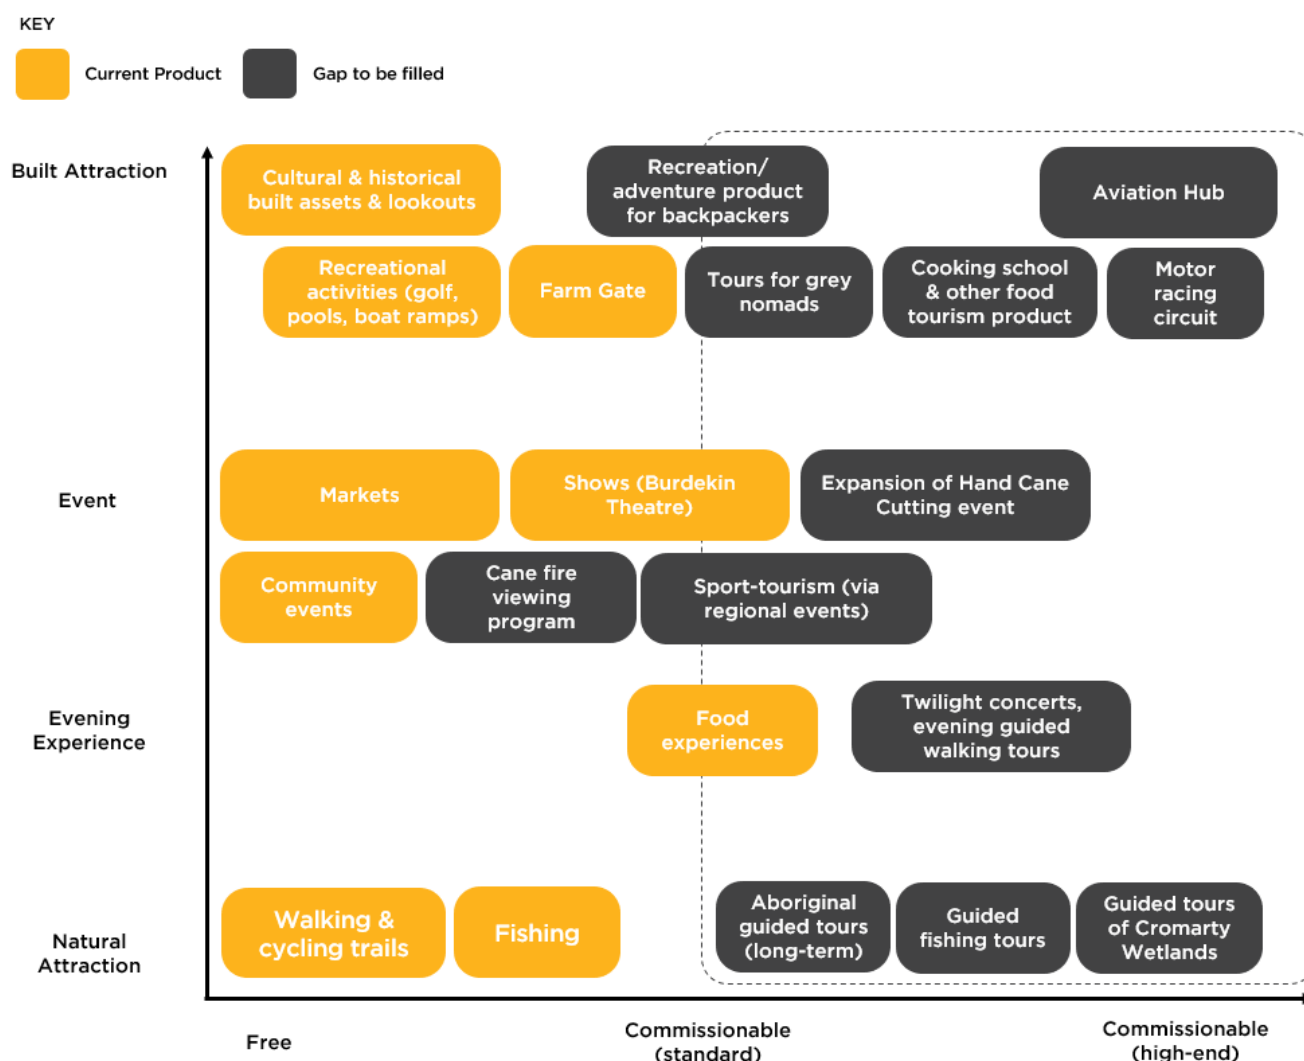 KEY
Current Product
Gap to be filled
Built Attraction
Cultural & historical
built assets & lookouts
Recreation/
adventure product
for backpackers
Aviation Hub
Recreational
activities (golf,
pools, boat ramps)
Farm Gate
Tours for grey
nomads
Cooking school
& other food
tourism product
Motor
racing
circuit
Event
Markets
Shows (Burdekin
Theatre)
Expansion of Hand Cane
Cutting event
Community
events
Cane fire
viewing
program
Sport-tourism (via
regional events)
Evening
Experience
Food
experiences
Twilight concerts,
evening guided
walking tours
Natural
Attraction
Walking &
cycling trails
Fishing
Aboriginal
guided tours
(long-term)
Guided
fishing tours
Guided tours
of Cromarty
Wetlands
Free
Commissionable
(standard)
Commissionable
(high-end)